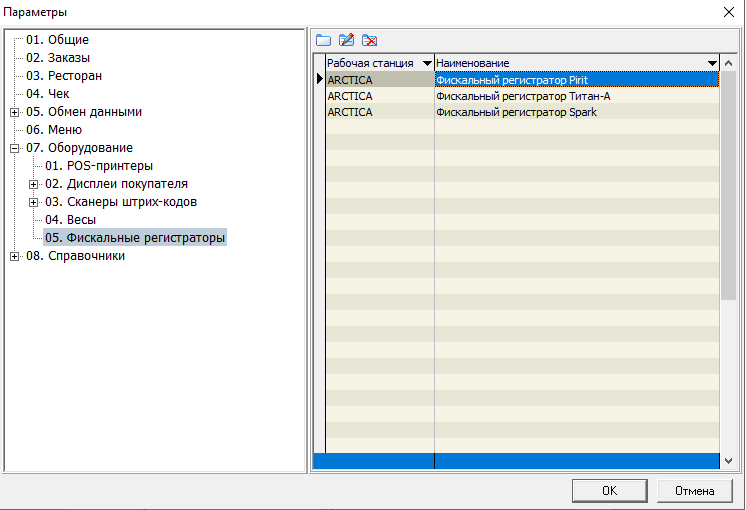 Параметры
01. Общие
02. Заказы
03. Ресторан
04. Чек
05. Обмен данными
06. Меню
07. Оборудование
01. POS-принтеры
02. Дисплеи покупателя
03. Сканеры штрих-кодов
04. Весы
05. Фискальные регистраторы
08. Справочники
Рабочая станция Наименование
ARCTICA Фискальный регистратор Pirit
ARCTICA Фискальный регистратор Титан-А
ARCTICA Фискальный регистратор Spark
OK Отмена